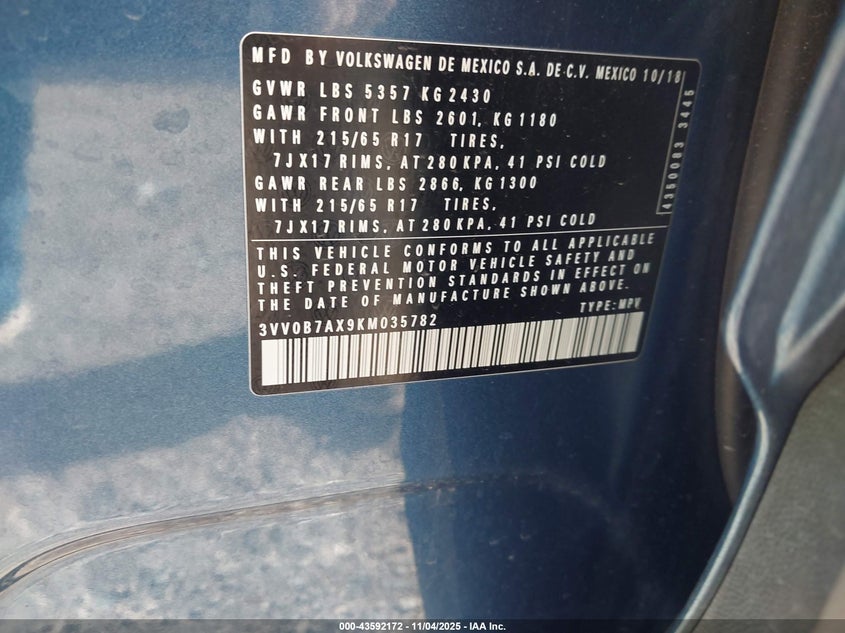 MFD BY VOLKSWAGEN DE MEXICO S.A. DE C.V. MEXICO 10/18
GVWR LBS 5357 KG 2430
GAWR FRONT LBS 2601, KG 1180
WITH 215/65 R17 TIRES,
7J X 17 RIMS, AT 280 KPA, 41 PSI COLD
GAWR REAR LBS 2866, KG 1300
WITH 215/65 R17 TIRES,
7J X 17 RIMS, AT 280 KPA, 41 PSI COLD
4350083 3445
THIS VEHICLE CONFORMS TO ALL APPLICABLE
U.S. FEDERAL MOTOR VEHICLE SAFETY AND
THEFT PREVENTION STANDARDS IN EFFECT ON
THE DATE OF MANUFACTURE SHOWN ABOVE.
3VV0B7AX9KM035782 TYPE: MPV
000-43592172 - 11/04/2025 - IAA Inc.